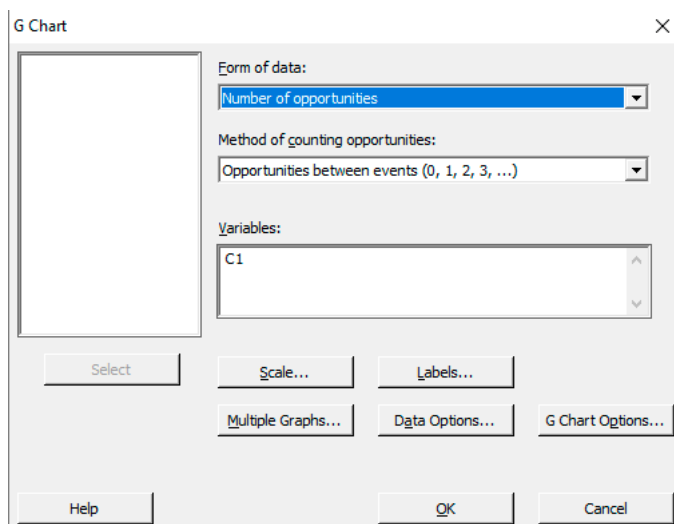 G Chart
Form of data:
Number of opportunities
Method of counting opportunities:
Opportunities between events (0, 1, 2, 3, ...)
Variables:
C1
Select
Scale...
Labels...
Multiple Graphs...
Data Options...
G Chart Options...
Help
OK
Cancel